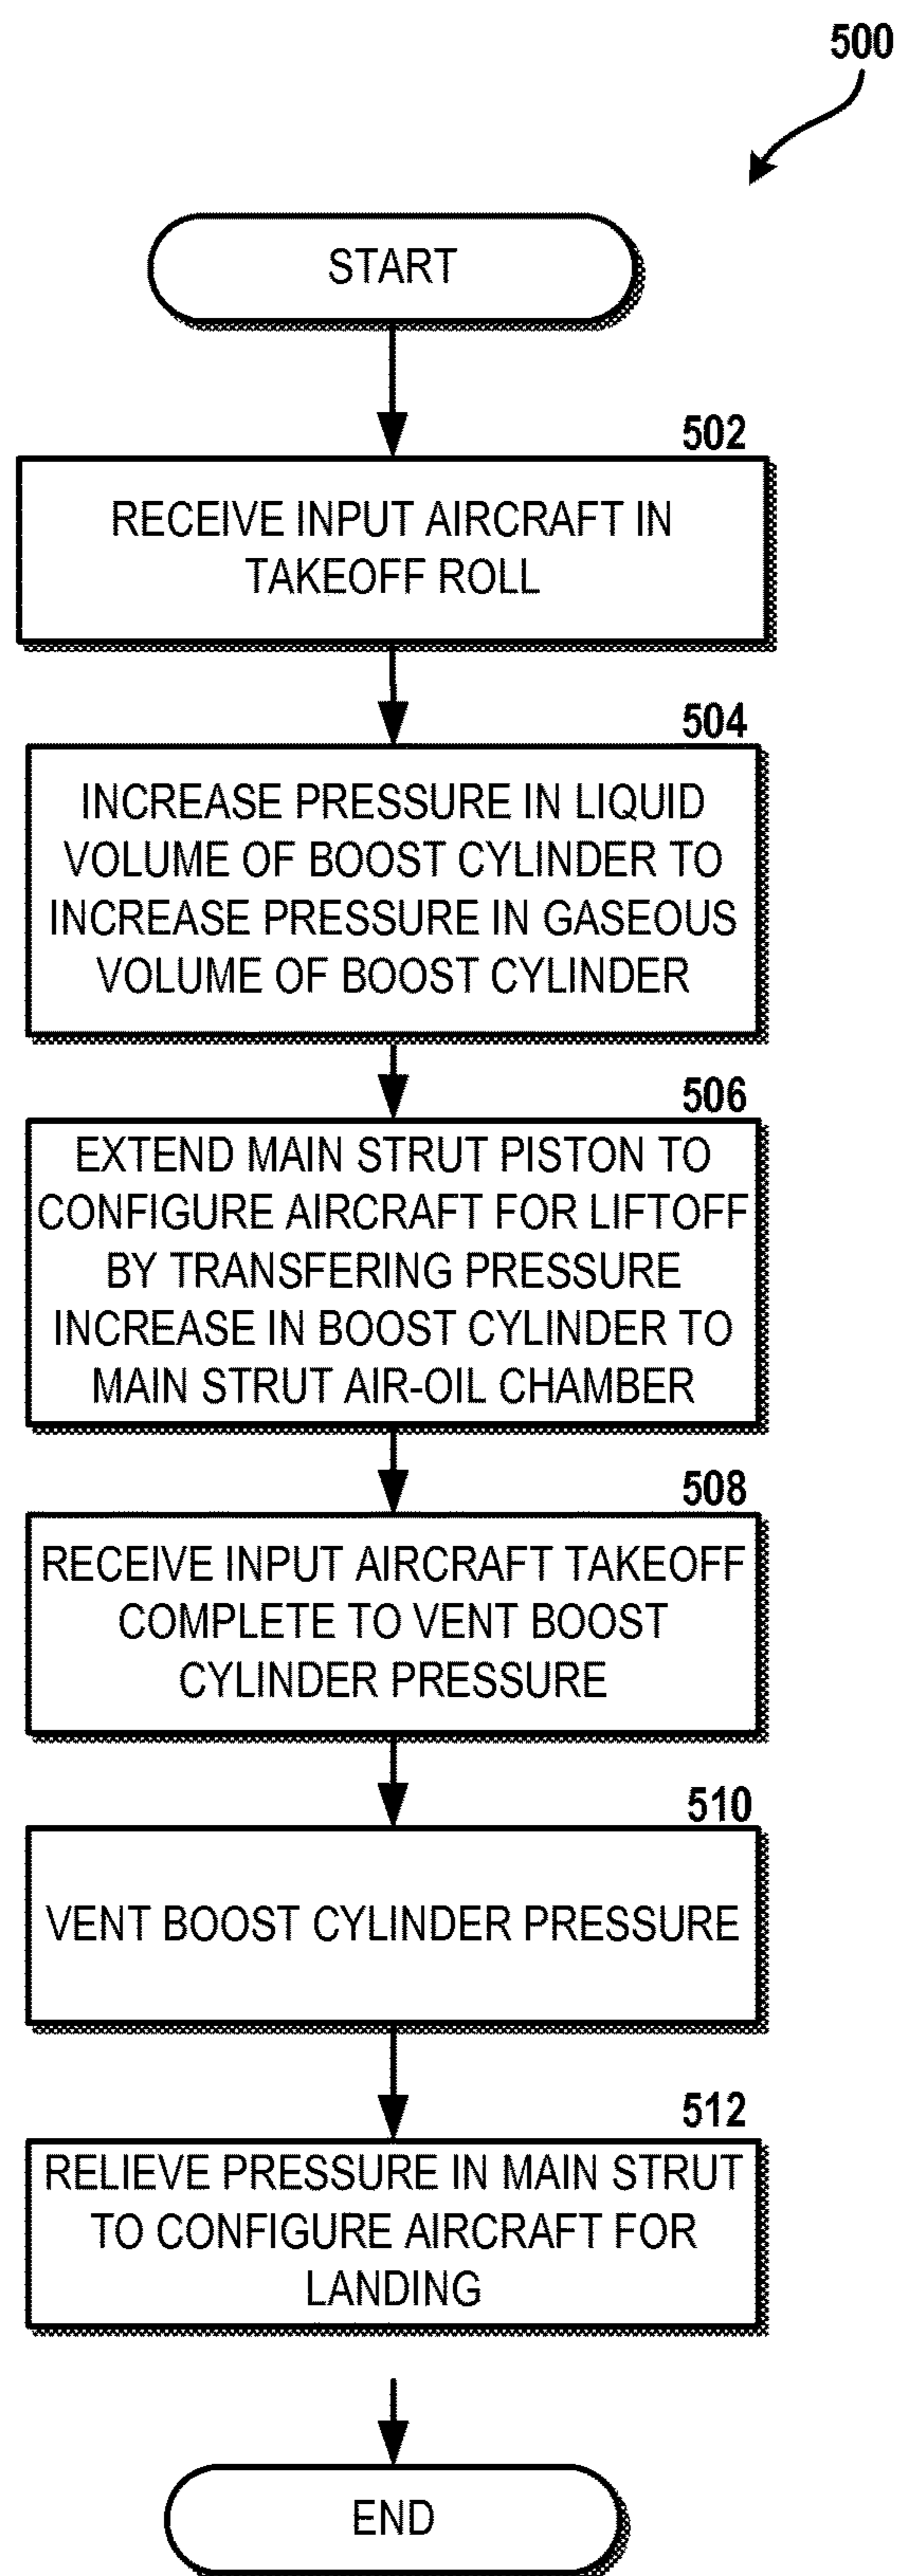 500
START
502
RECEIVE INPUT AIRCRAFT IN
TAKEOFF ROLL
504
INCREASE PRESSURE IN LIQUID
VOLUME OF BOOST CYLINDER TO
INCREASE PRESSURE IN GASEOUS
VOLUME OF BOOST CYLINDER
506
EXTEND MAIN STRUT PISTON TO
CONFIGURE AIRCRAFT FOR LIFTOFF
BY TRANSFERING PRESSURE
INCREASE IN BOOST CYLINDER TO
MAIN STRUT AIR-OIL CHAMBER
508
RECEIVE INPUT AIRCRAFT TAKEOFF
COMPLETE TO VENT BOOST
CYLINDER PRESSURE
510
VENT BOOST CYLINDER PRESSURE
512
RELIEVE PRESSURE IN MAIN STRUT
TO CONFIGURE AIRCRAFT FOR
LANDING
END